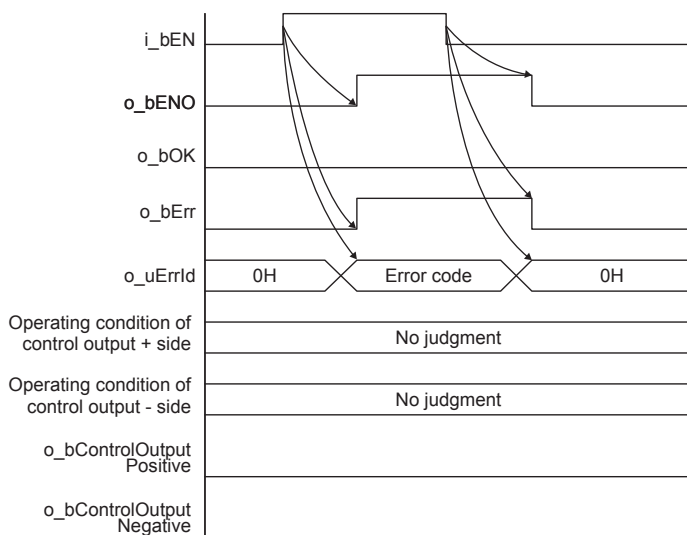 i_bEN
o_bENO
o_bOK
o_bErr
o_uErrId
0H
Error code
0H
Operating condition of
control output + side
No judgment
Operating condition of
control output - side
No judgment
o_bControlOutput
Positive
o_bControlOutput
Negative